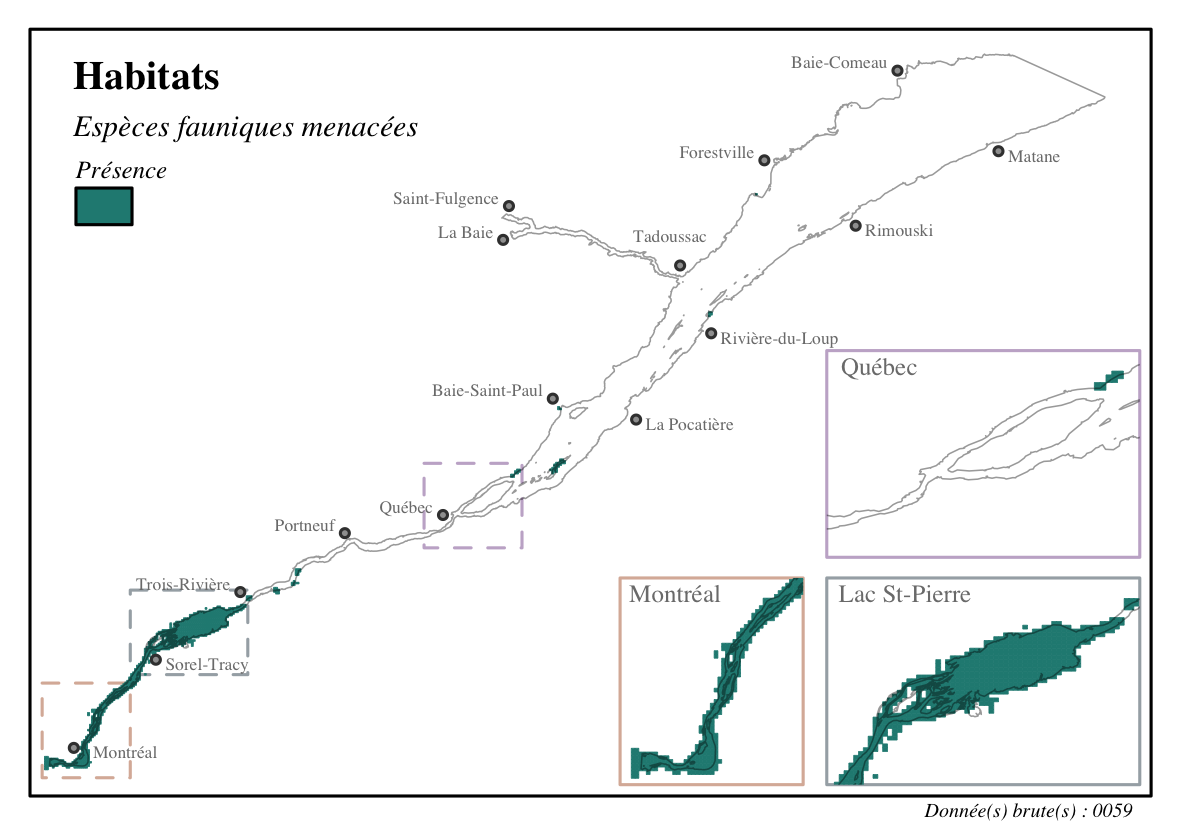 Habitats
Espèces fauniques menacées
Présence
Baie-Comeau
Forestville
Matane
Saint-Fulgence
La Baie
Tadoussac
Rimouski
Rivière-du-Loup
Baie-Saint-Paul
La Pocatière
Québec
Portneuf
Trois-Rivière
Sorel-Tracy
Montréal
Québec
Montréal
Lac St-Pierre
Donnée(s) brute(s) : 0059